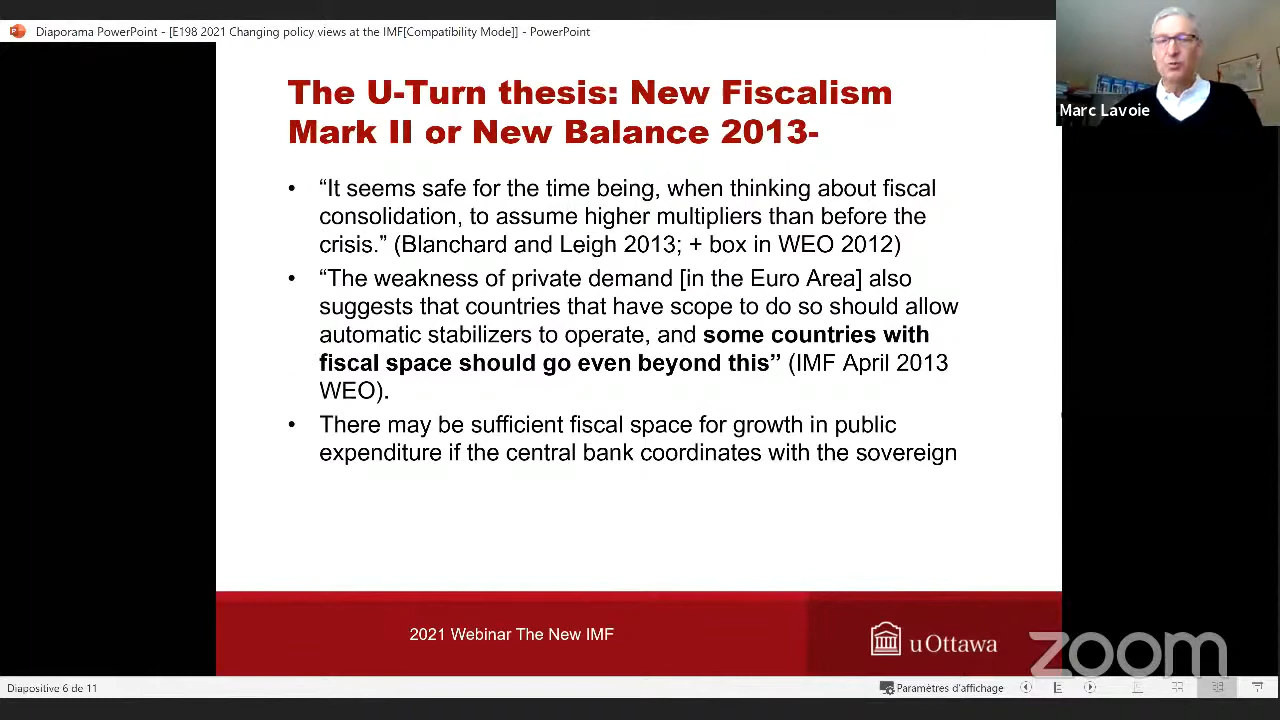 Diaporama PowerPoint - [E198 2021 Changing policy views at the IMF[Compatibility Mode]] - PowerPoint
Marc Lavoie
The U-Turn thesis: New Fiscalism
Mark II or New Balance 2013-
• “It seems safe for the time being, when thinking about fiscal
consolidation, to assume higher multipliers than before the
crisis.” (Blanchard and Leigh 2013; + box in WEO 2012)
• “The weakness of private demand [in the Euro Area] also
suggests that countries that have scope to do so should allow
automatic stabilizers to operate, and some countries with
fiscal space should go even beyond this” (IMF April 2013
WEO).
• There may be sufficient fiscal space for growth in public
expenditure if the central bank coordinates with the sovereign
2021 Webinar The New IMF
uOttawa
zoom
Diapositive 6 de 11
Paramètres d'affichage